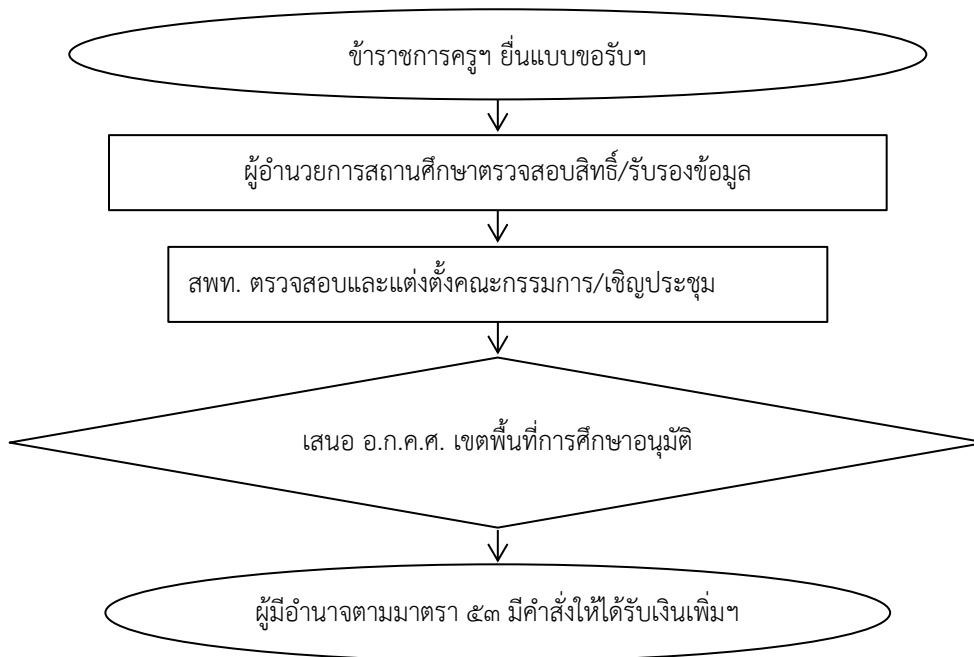 ข้าราชการครูฯ ยื่นแบบขอรับฯ
ผู้อำนวยการสถานศึกษาตรวจสอบสิทธิ์/รับรองข้อมูล
สพท. ตรวจสอบและแต่งตั้งคณะกรรมการ/เชิญประชุม
เสนอ อ.ก.ค.ศ. เขตพื้นที่การศึกษาอนุมัติ
ผู้มีอำนาจตามมาตรา ๕๓ มีคำสั่งให้ได้รับเงินเพิ่มฯ